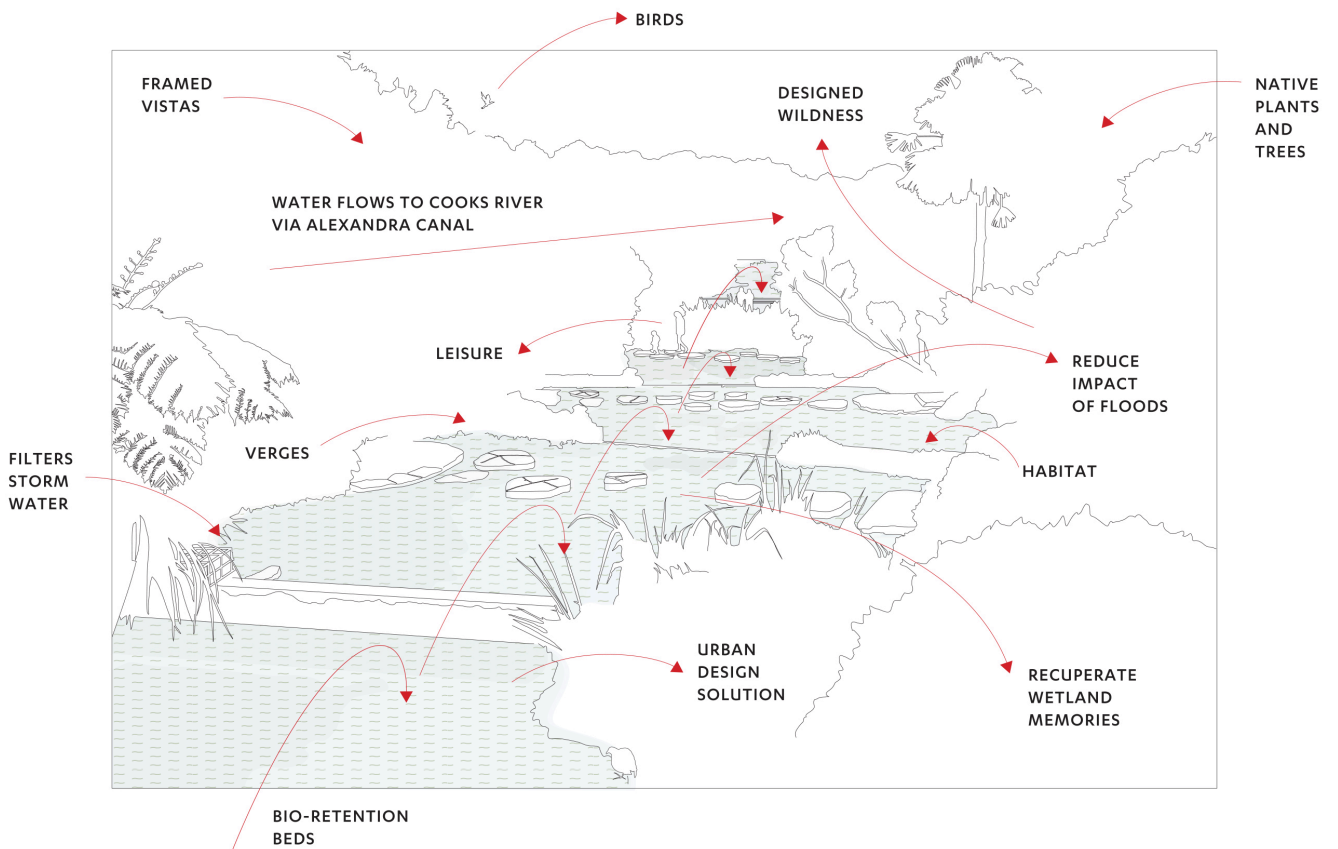 BIRDS
FRAMED
VISTAS
DESIGNED
WILDNESS
NATIVE
PLANTS
AND
TREES
WATER FLOWS TO COOKS RIVER
VIA ALEXANDRA CANAL
LEISURE
REDUCE
IMPACT
OF FLOODS
VERGES
FILTERS
STORM
WATER
HABITAT
URBAN
DESIGN
SOLUTION
RECUPERATE
WETLAND
MEMORIES
BIO-RETENTION
BEDS